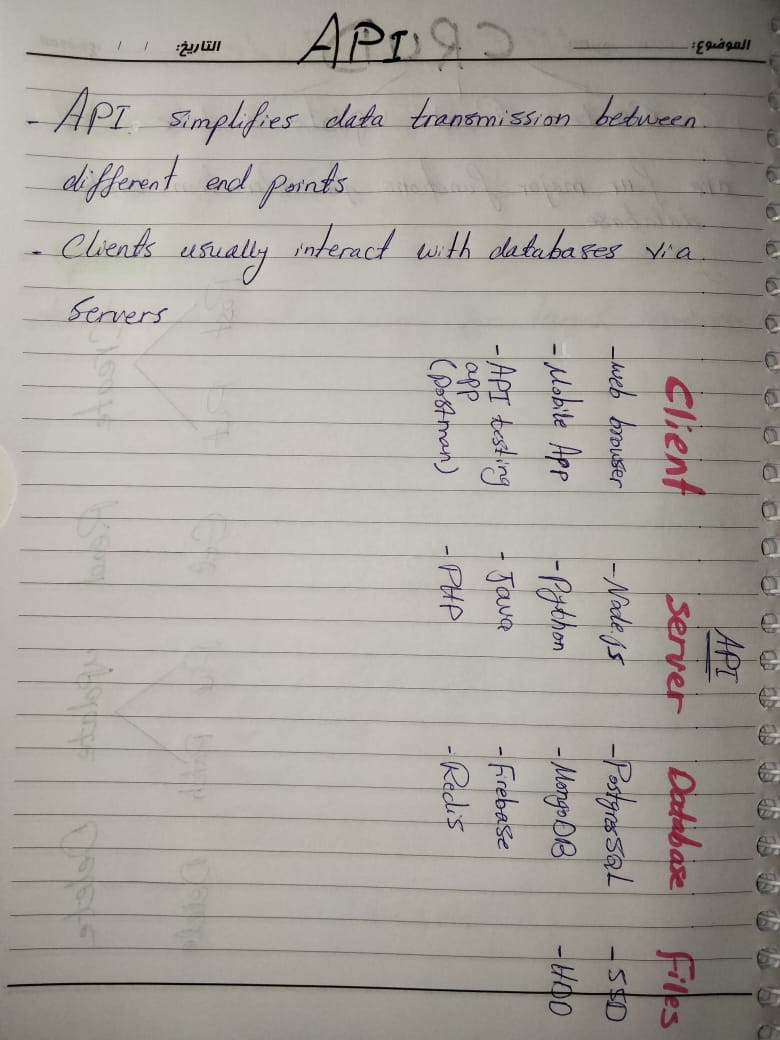 الموضوع:
التاريخ: / /
API
- API simplifies data transmission between
different end points
- Clients usually interact with databases via
servers
API
Client
- web browser
- Mobile App
- API testing
app
(postman)
Server
- Node.js
- Python
- Java
- PHP
Database
- PostgresSQL
- MongoDB
- Firebase
- Redis
files
- SSD
- HDD